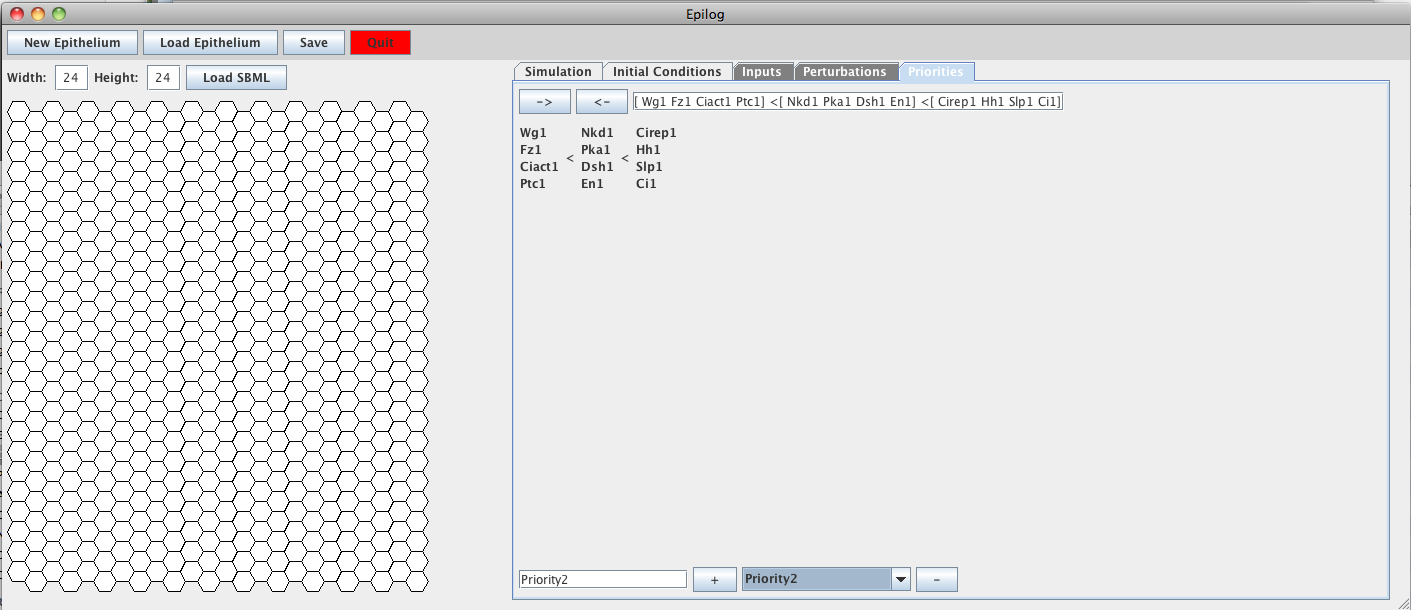 Epilog
New Epithelium Load Epithelium Save Quit
Width: 24 Height: 24 Load SBML
Simulation Initial Conditions Inputs Perturbations Priorities
-> <- [ Wg1 Fz1 Ciact1 Ptc1] <[ Nkd1 Pka1 Dsh1 En1] <[ Cirep1 Hh1 Slp1 Ci1]
Wg1 Nkd1 Cirep1
Fz1 Pka1 Hh1
< <
Ciact1 Dsh1 Slp1
Ptc1 En1 Ci1
Priority2 + Priority2 -